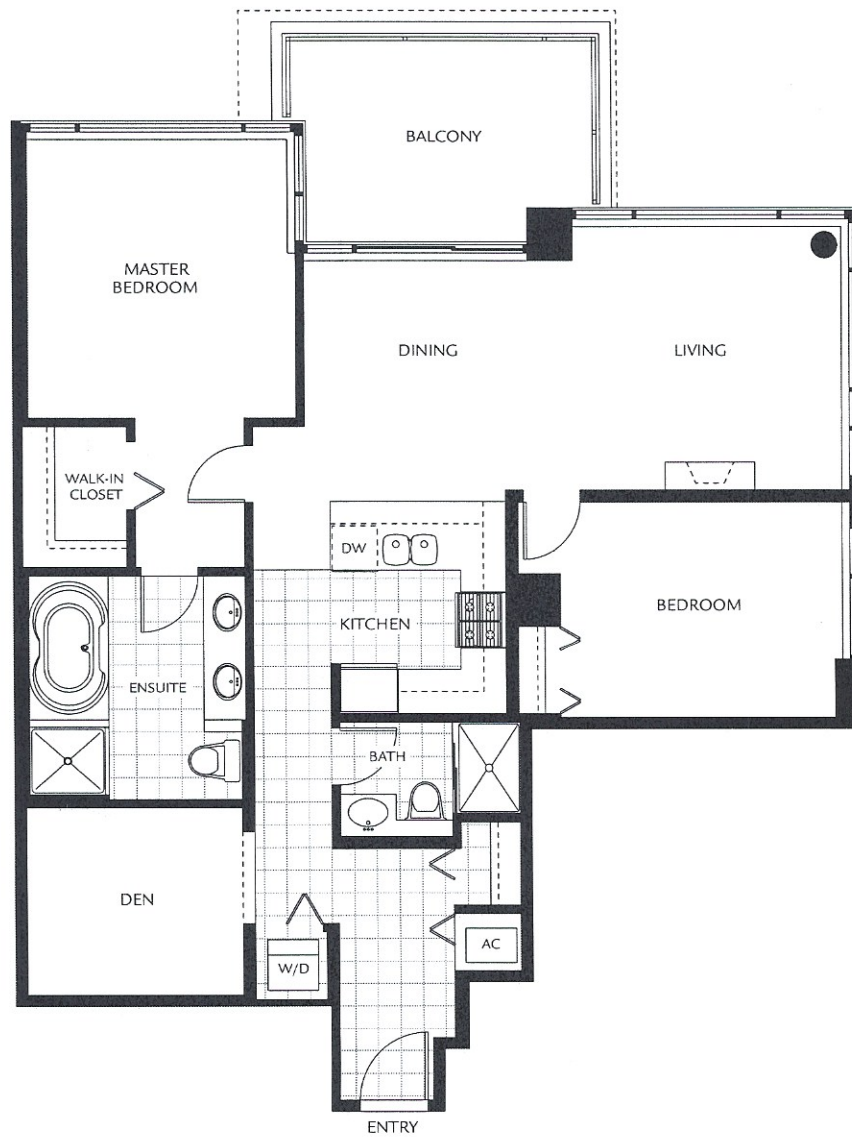 BALCONY
MASTER
BEDROOM
DINING
LIVING
WALK-IN
CLOSET
DW
KITCHEN
BEDROOM
ENSUITE
BATH
DEN
AC
W/D
ENTRY